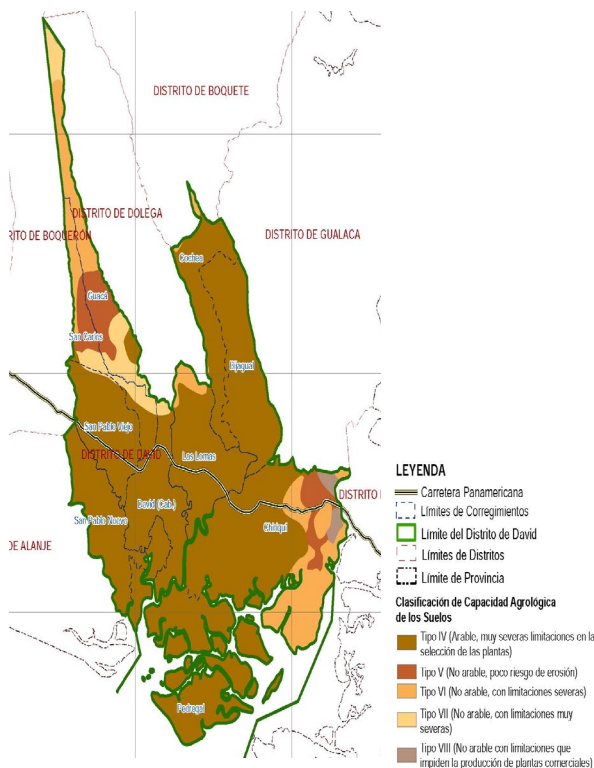 DISTRITO DE BOQUETE
DISTRITO DE DOLEGA
RITO DE BOQUERÓN
DISTRITO DE GUALACA
Cochea
Guacá
San Carlos
Bijagual
San Pablo Viejo
DISTRITO DE DAVID
Las Lomas
DISTRITO
David (Cab.)
San Pablo Nuevo
Chiriquí
DE ALANJE
Pedregal
LEYENDA
Carretera Panamericana
Límites de Corregimientos
Límite del Distrito de David
Límites de Distritos
Límite de Provincia
Clasificación de Capacidad Agrológica
de los Suelos
Tipo IV (Arable, muy severas limitaciones en la
selección de las plantas)
Tipo V (No arable, poco riesgo de erosión)
Tipo VI (No arable, con limitaciones severas)
Tipo VII (No arable, con limitaciones muy
severas)
Tipo VIII (No arable con limitaciones que
impiden la producción de plantas comerciales)